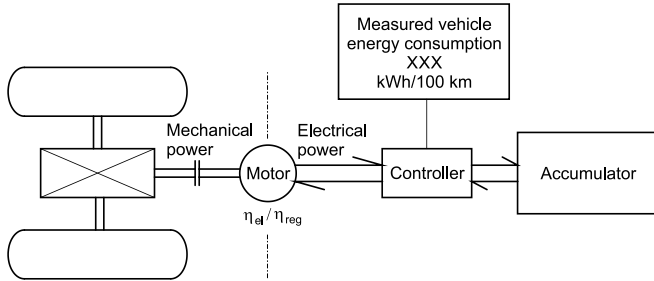 Measured vehicle
energy consumption
XXX
kWh/100 km
Mechanical
power
Electrical
power
Motor
Controller
Accumulator
ηel / ηreg